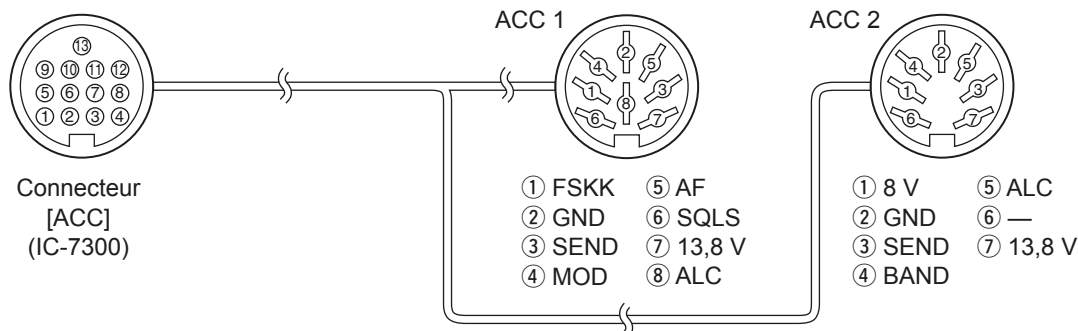 ACC 1
ACC 2
⑬
⑨ ⑩ ⑪ ⑫
⑤ ⑥ ⑦ ⑧
① ② ③ ④
② ④ ⑤ ① ③ ⑧ ⑥ ⑦
② ④ ⑤ ① ③ ⑥ ⑦
Connecteur
[ACC]
(IC-7300)
① FSKK ⑤ AF
② GND ⑥ SQLS
③ SEND ⑦ 13,8 V
④ MOD ⑧ ALC
① 8 V ⑤ ALC
② GND ⑥ —
③ SEND ⑦ 13,8 V
④ BAND